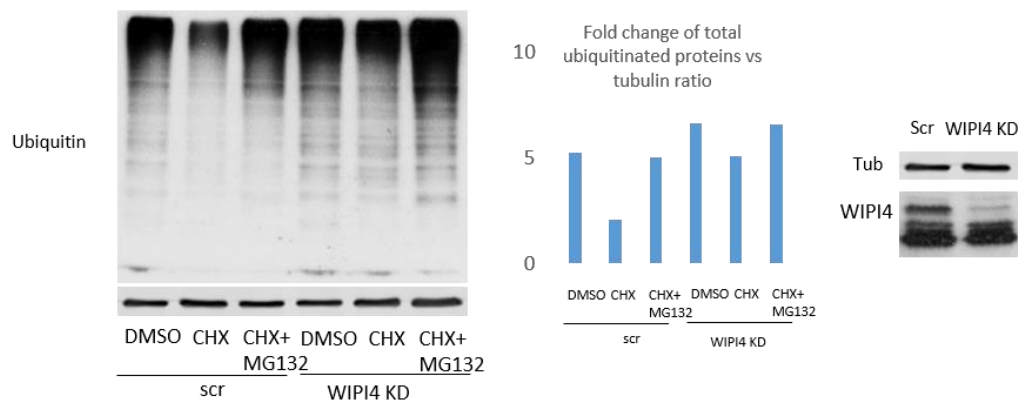 Ubiquitin
DMSO CHX CHX+ MG132 DMSO CHX CHX+ MG132
scr WIPI4 KD
Fold change of total
ubiquitinated proteins vs
tubulin ratio
10
5
0
DMSO CHX CHX+ MG132 DMSO CHX CHX+ MG132
scr WIPI4 KD
Scr WIPI4 KD
Tub
WIPI4